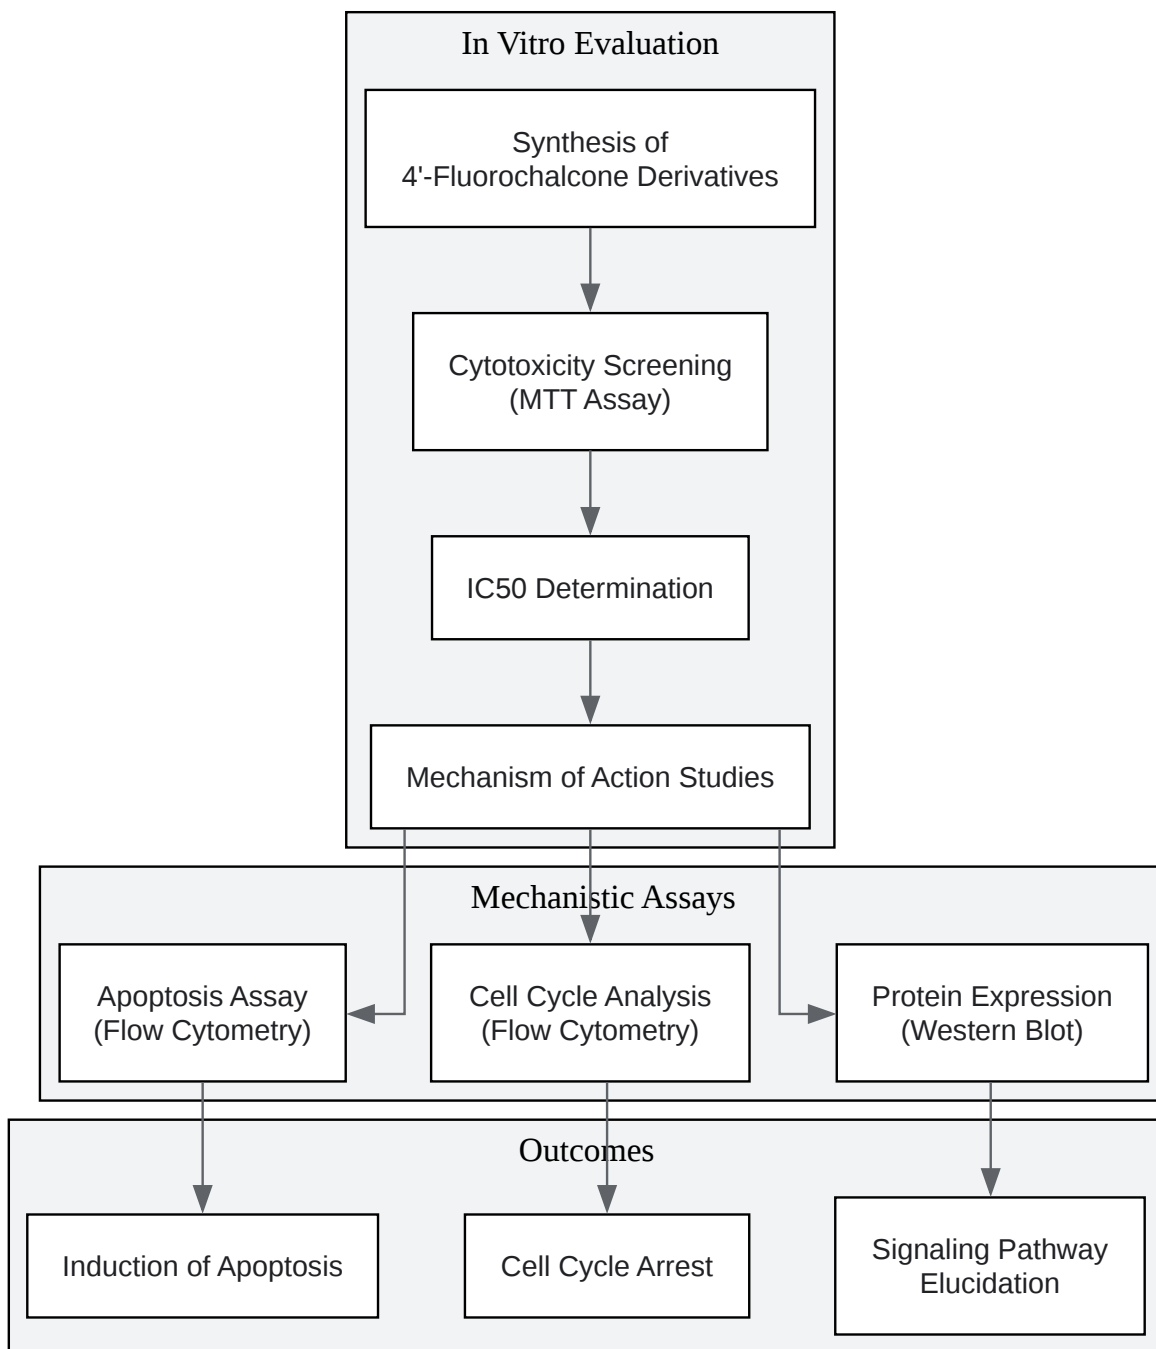 In Vitro Evaluation
Synthesis of
4'-Fluorochalcone Derivatives
Cytotoxicity Screening
(MTT Assay)
IC50 Determination
Mechanism of Action Studies
Mechanistic Assays
Apoptosis Assay
(Flow Cytometry)
Cell Cycle Analysis
(Flow Cytometry)
Protein Expression
(Western Blot)
Outcomes
Induction of Apoptosis
Cell Cycle Arrest
Signaling Pathway
Elucidation